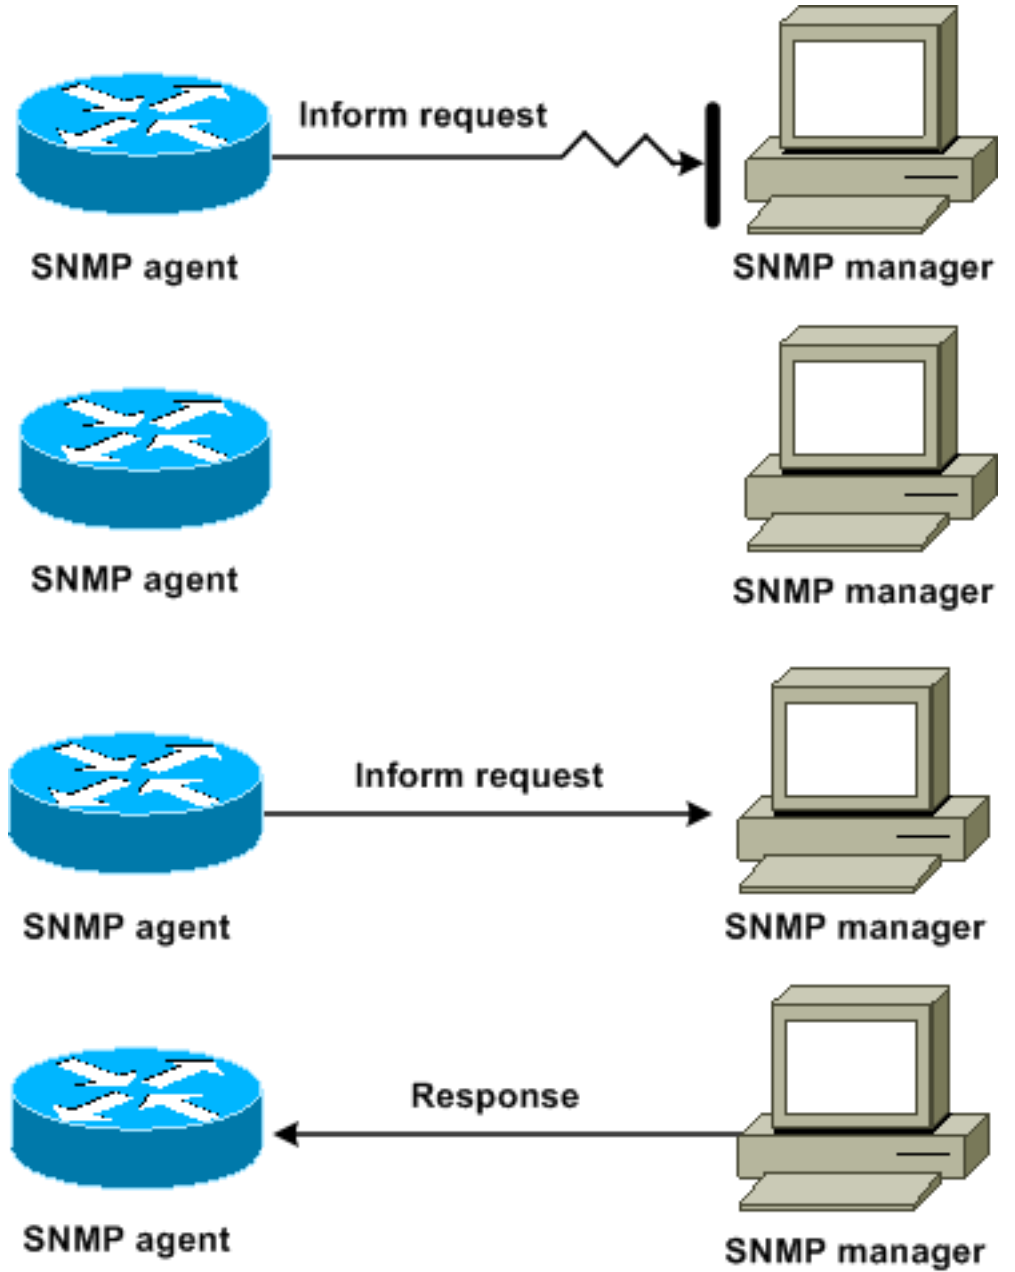 Inform request
SNMP agent
SNMP manager
SNMP agent
SNMP manager
Inform request
SNMP agent
SNMP manager
Response
SNMP agent
SNMP manager